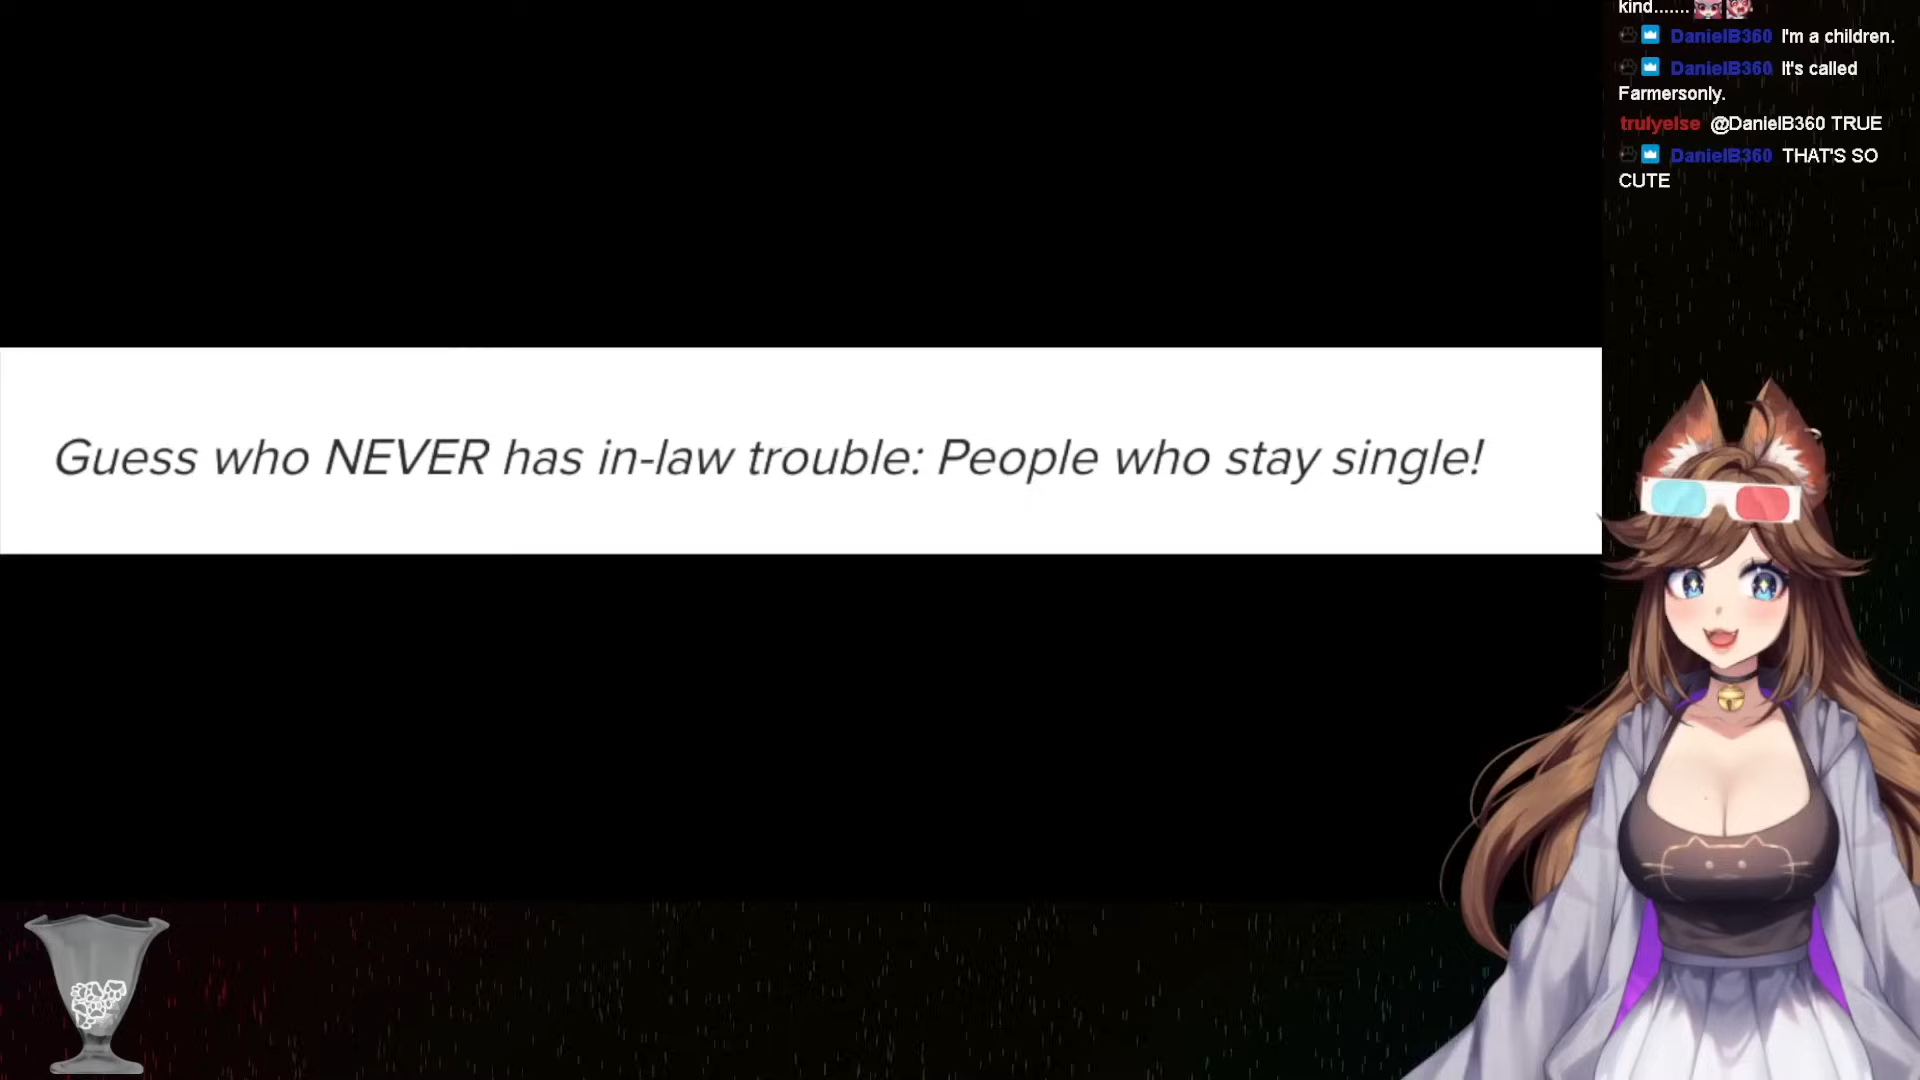 kind.......
DanielB360 I'm a children.
DanielB360 It's called
Farmersonly.
trulyelse @DanielB360 TRUE
DanielB360 THAT'S SO
CUTE
Guess who NEVER has in-law trouble: People who stay single!